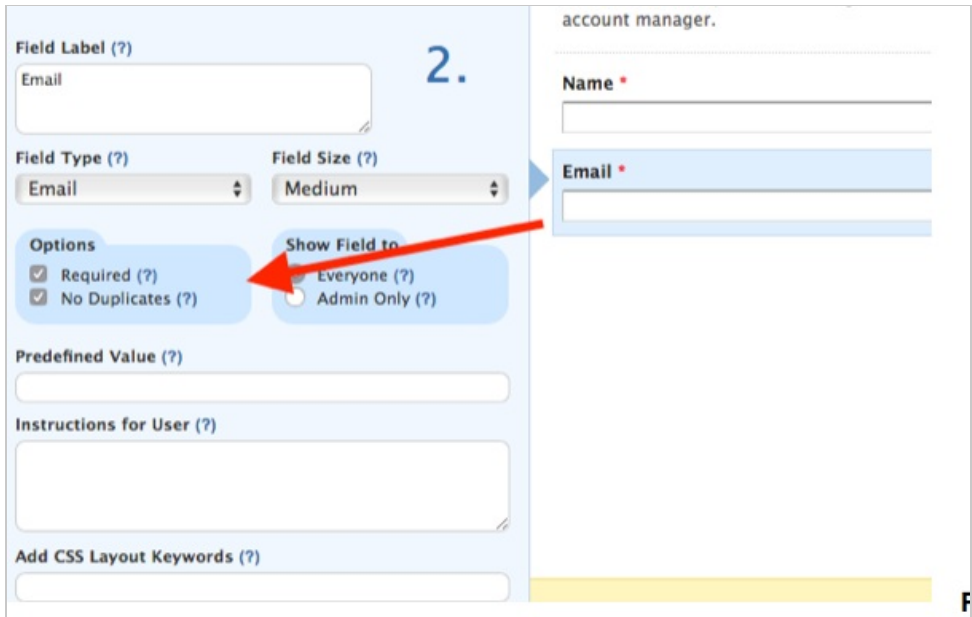 account manager.
Field Label (?)
2.
Email
Name *
Field Type (?) Field Size (?)
Email Medium
Email *
Options Show Field to
Required (?) Everyone (?)
No Duplicates (?) Admin Only (?)
Predefined Value (?)
Instructions for User (?)
Add CSS Layout Keywords (?)